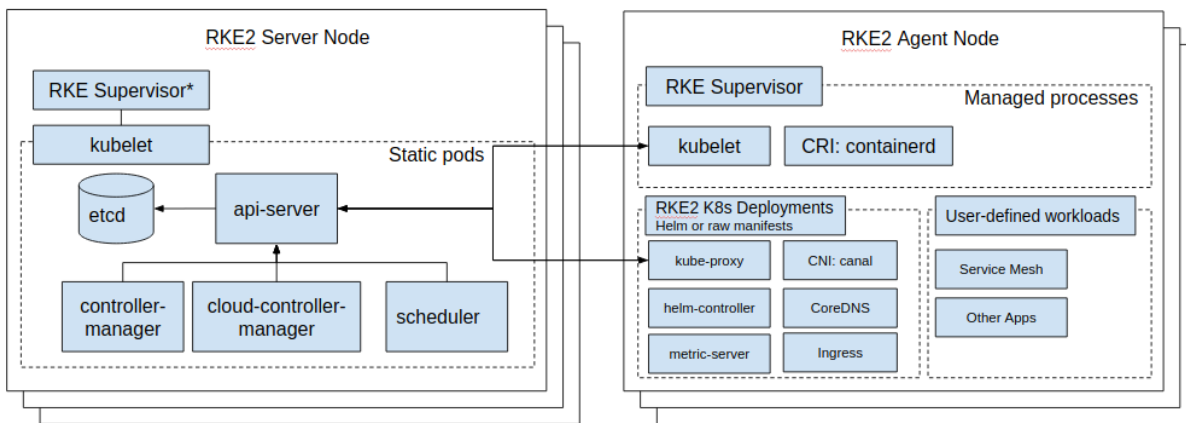 RKE2 Server Node
RKE Supervisor*
kubelet
Static pods
etcd
api-server
controller-
manager
cloud-controller-
manager
scheduler
RKE2 Agent Node
RKE Supervisor
Managed processes
kubelet
CRI: containerd
RKE2 K8s Deployments
Helm or raw manifests
kube-proxy
CNI: canal
helm-controller
CoreDNS
metric-server
Ingress
User-defined workloads
Service Mesh
Other Apps